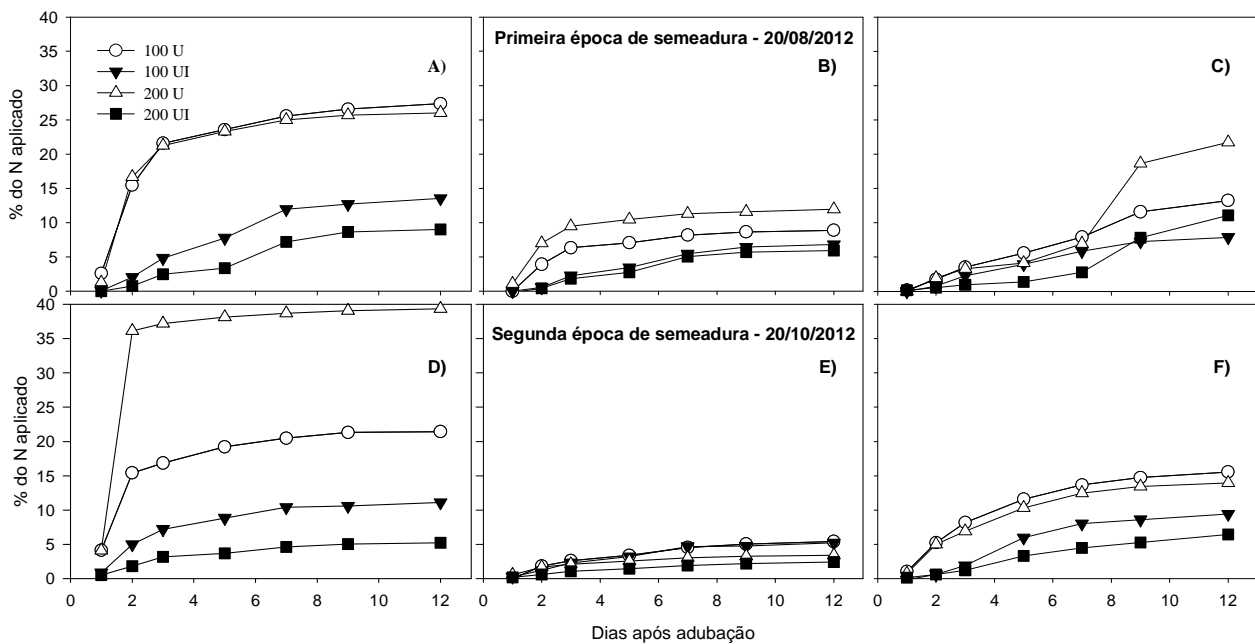 40
35
30
25
20
15
10
5
0
% do N aplicado
100 U
100 UI
200 U
200 UI
A)
Primeira época de semeadura - 20/08/2012
B)
C)
40
35
30
25
20
15
10
5
0
% do N aplicado
D)
Segunda época de semeadura - 20/10/2012
E)
F)
0 2 4 6 8 10 12 0 2 4 6 8 10 12 0 2 4 6 8 10 12
Dias após adubação